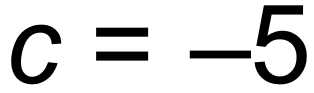 c = –5